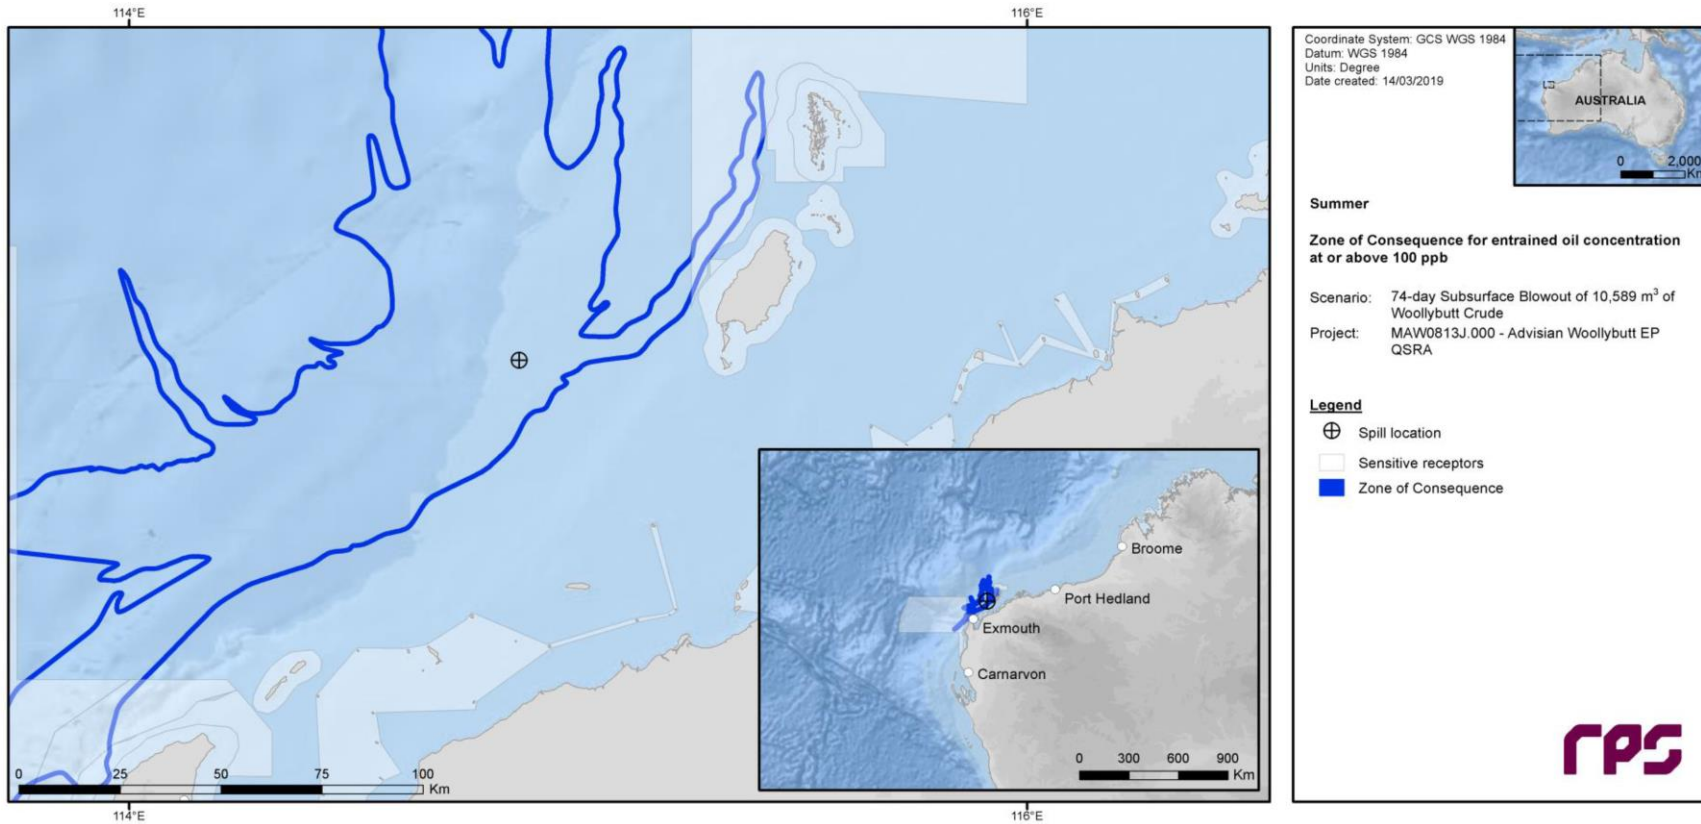 114°E
116°E
Coordinate System: GCS WGS 1984
Datum: WGS 1984
Units: Degree
Date created: 14/03/2019
AUSTRALIA
0 2,000
Km
Summer
Zone of Consequence for entrained oil concentration
at or above 100 ppb
Scenario: 74-day Subsurface Blowout of 10,589 m³ of
Woollybutt Crude
Project: MAW0813J.000 - Advisian Woollybutt EP
QSRA
Legend
Spill location
Sensitive receptors
Zone of Consequence
Broome
Port Hedland
Exmouth
Carnarvon
0 300 600 900
Km
0 25 50 75 100
Km
114°E
116°E
rps